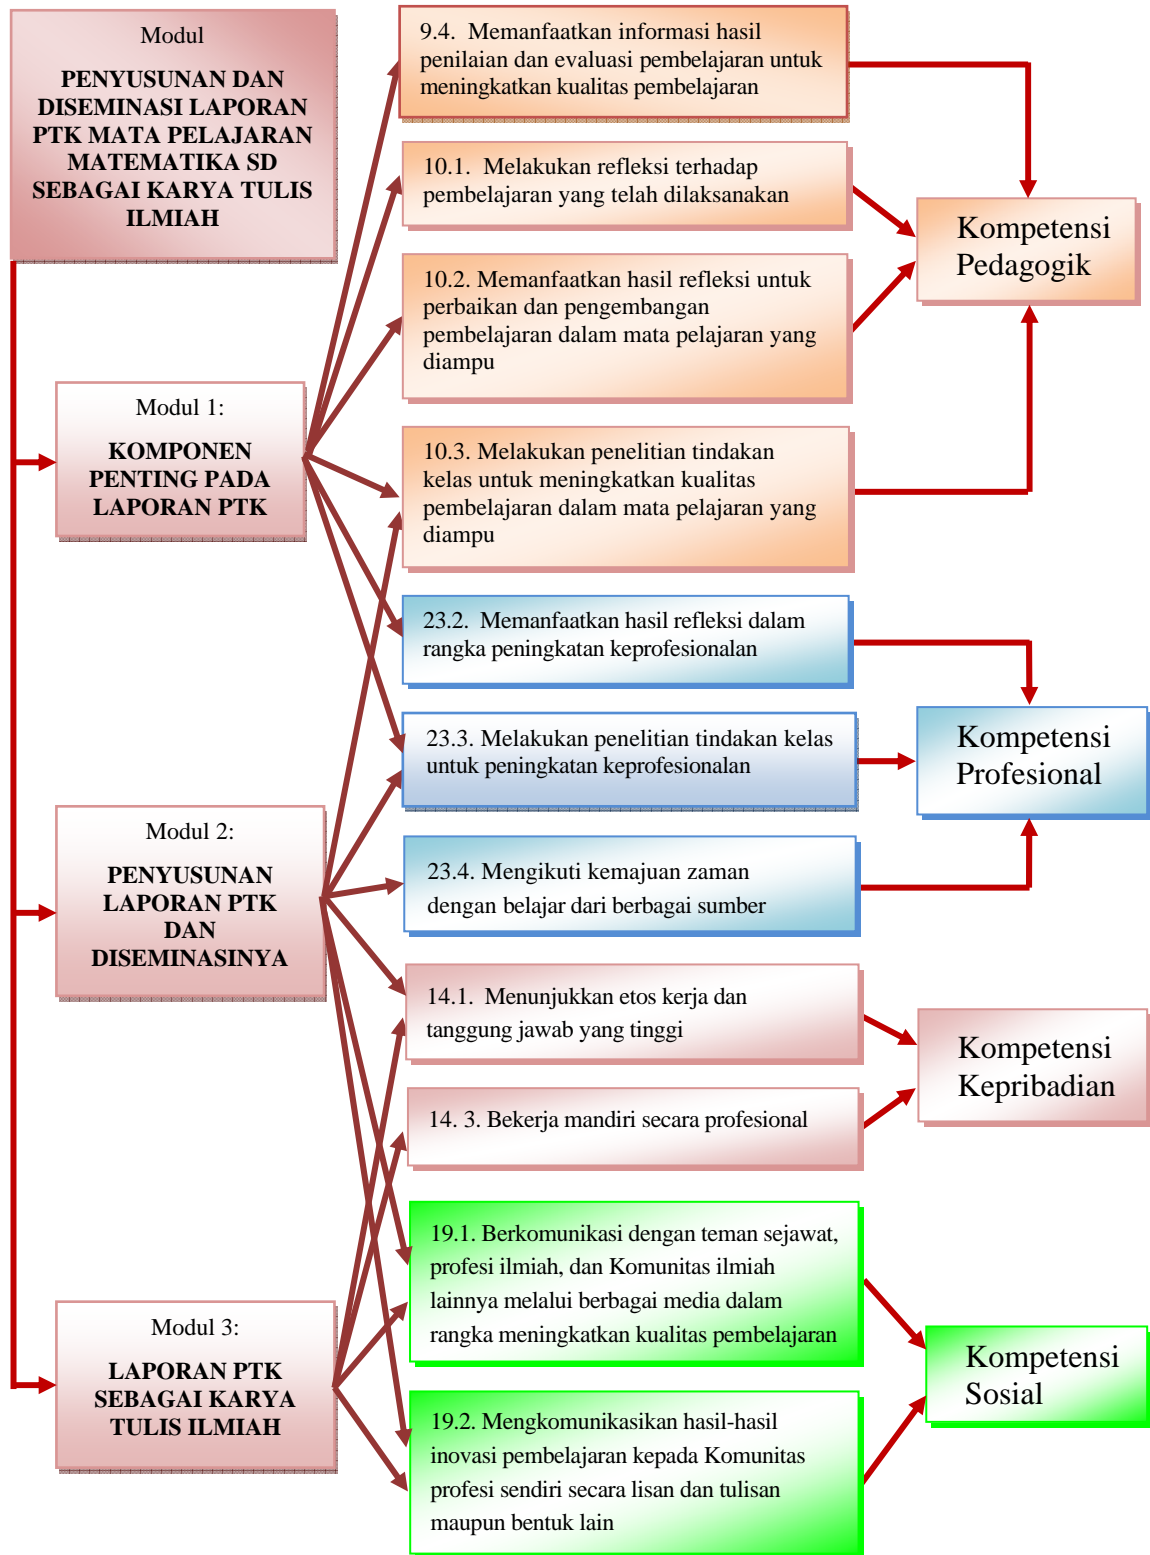 Modul
PENYUSUNAN DAN
DISEMINASI LAPORAN
PTK MATA PELAJARAN
MATEMATIKA SD
SEBAGAI KARYA TULIS
ILMIAH
Modul 1:
KOMPONEN
PENTING PADA
LAPORAN PTK
Modul 2:
PENYUSUNAN
LAPORAN PTK
DAN
DISEMINASINYA
Modul 3:
LAPORAN PTK
SEBAGAI KARYA
TULIS ILMIAH
9.4. Memanfaatkan informasi hasil
penilaian dan evaluasi pembelajaran untuk
meningkatkan kualitas pembelajaran
10.1. Melakukan refleksi terhadap
pembelajaran yang telah dilaksanakan
10.2. Memanfaatkan hasil refleksi untuk
perbaikan dan pengembangan
pembelajaran dalam mata pelajaran yang
diampu
10.3. Melakukan penelitian tindakan
kelas untuk meningkatkan kualitas
pembelajaran dalam mata pelajaran yang
diampu
23.2. Memanfaatkan hasil refleksi dalam
rangka peningkatan keprofesionalan
23.3. Melakukan penelitian tindakan kelas
untuk peningkatan keprofesionalan
23.4. Mengikuti kemajuan zaman
dengan belajar dari berbagai sumber
14.1. Menunjukkan etos kerja dan
tanggung jawab yang tinggi
14. 3. Bekerja mandiri secara profesional
19.1. Berkomunikasi dengan teman sejawat,
profesi ilmiah, dan Komunitas ilmiah
lainnya melalui berbagai media dalam
rangka meningkatkan kualitas pembelajaran
19.2. Mengkomunikasikan hasil-hasil
inovasi pembelajaran kepada Komunitas
profesi sendiri secara lisan dan tulisan
maupun bentuk lain
Kompetensi
Pedagogik
Kompetensi
Profesional
Kompetensi
Kepribadian
Kompetensi
Sosial